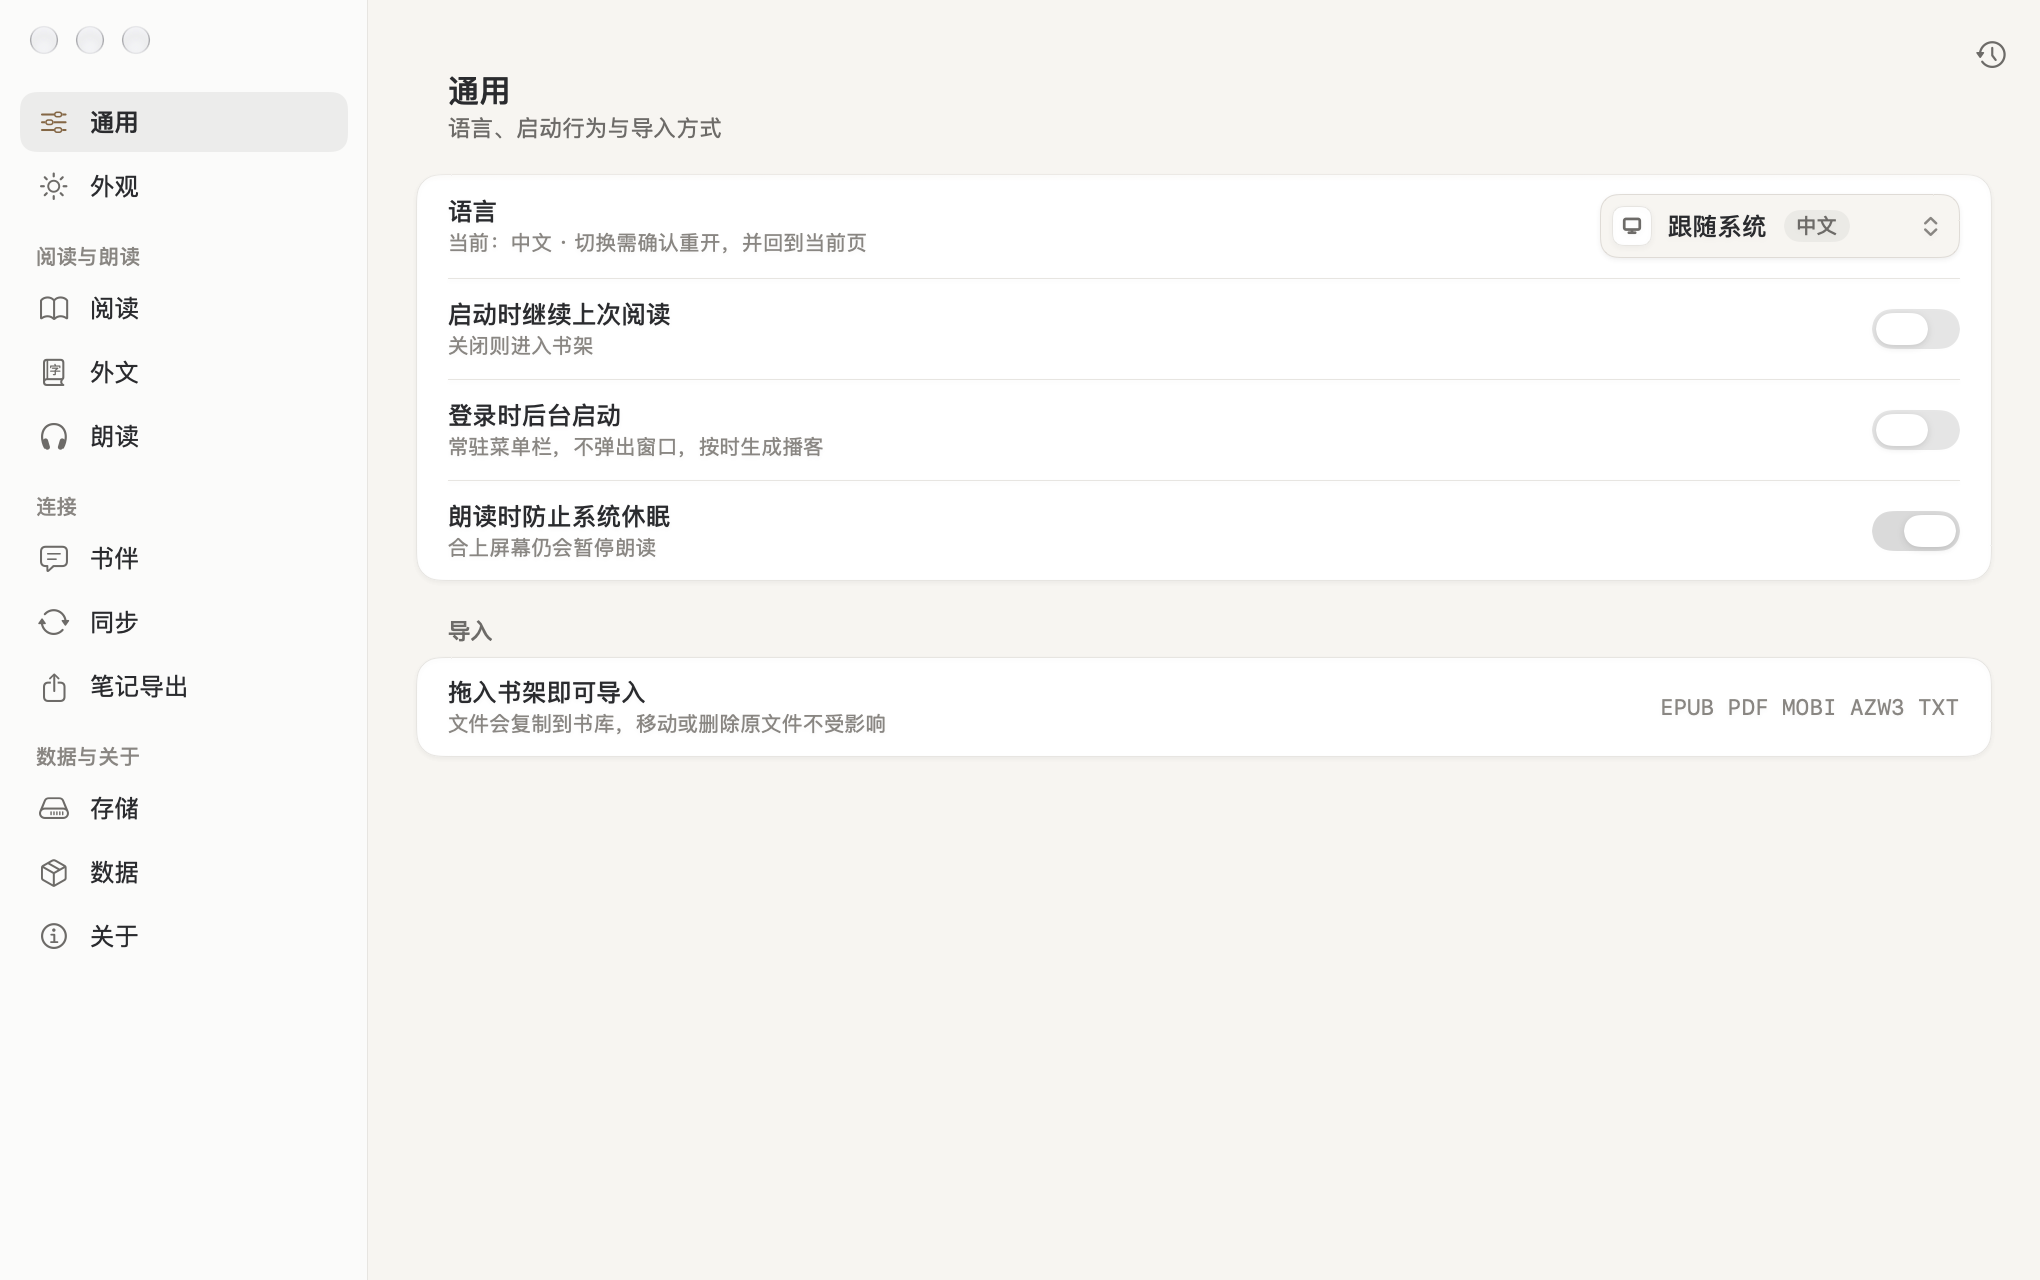 通用
外观
阅读与朗读
阅读
外文
朗读
连接
书伴
同步
笔记导出
数据与关于
存储
数据
关于
通用
语言、启动行为与导入方式
语言
当前：中文 · 切换需确认重开，并回到当前页
跟随系统 中文
启动时继续上次阅读
关闭则进入书架
登录时后台启动
常驻菜单栏，不弹出窗口，按时生成播客
朗读时防止系统休眠
合上屏幕仍会暂停朗读
导入
拖入书架即可导入
文件会复制到书库，移动或删除原文件不受影响
EPUB PDF MOBI AZW3 TXT